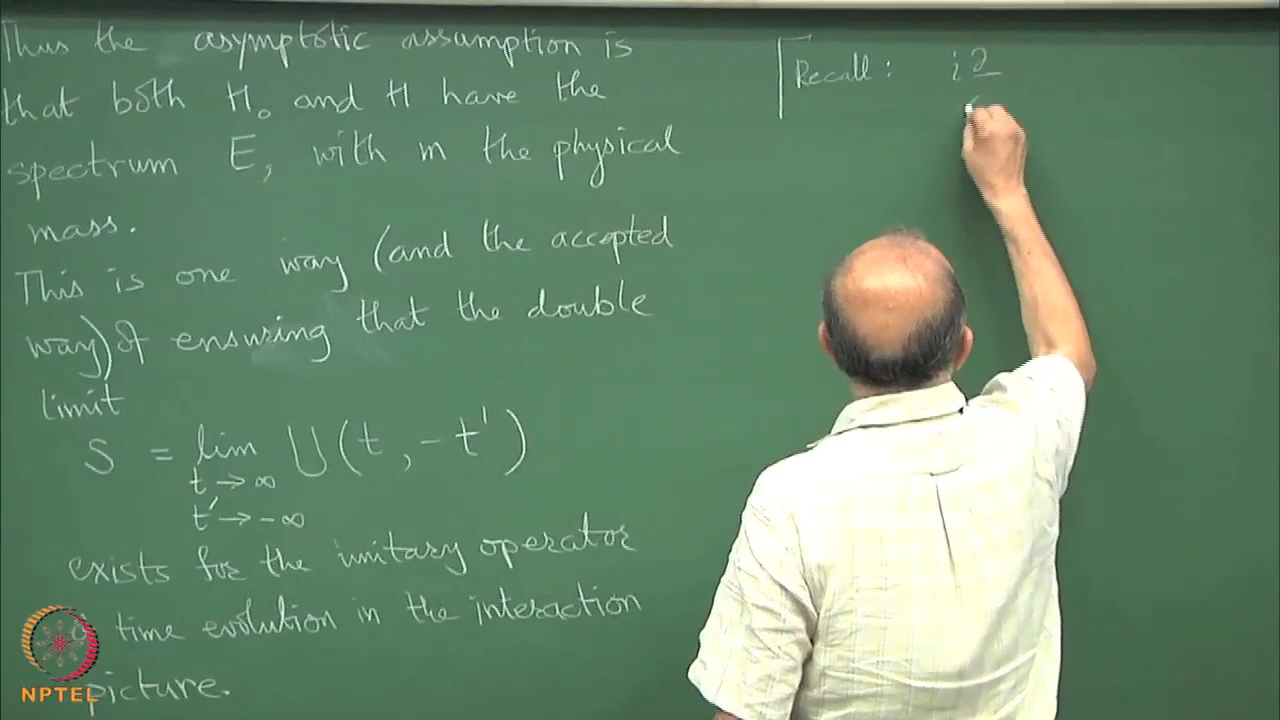 Thus the asymptotic assumption is
that both H₀ and H have the
spectrum E, with m the physical
mass.
This is one way (and the accepted
way) of ensuring that the double
limit
S = lim U(t, -t')
t → ∞
t' → -∞
exists for the unitary operator
time evolution in the interaction
picture.
Recall: i ∂
NPTEL